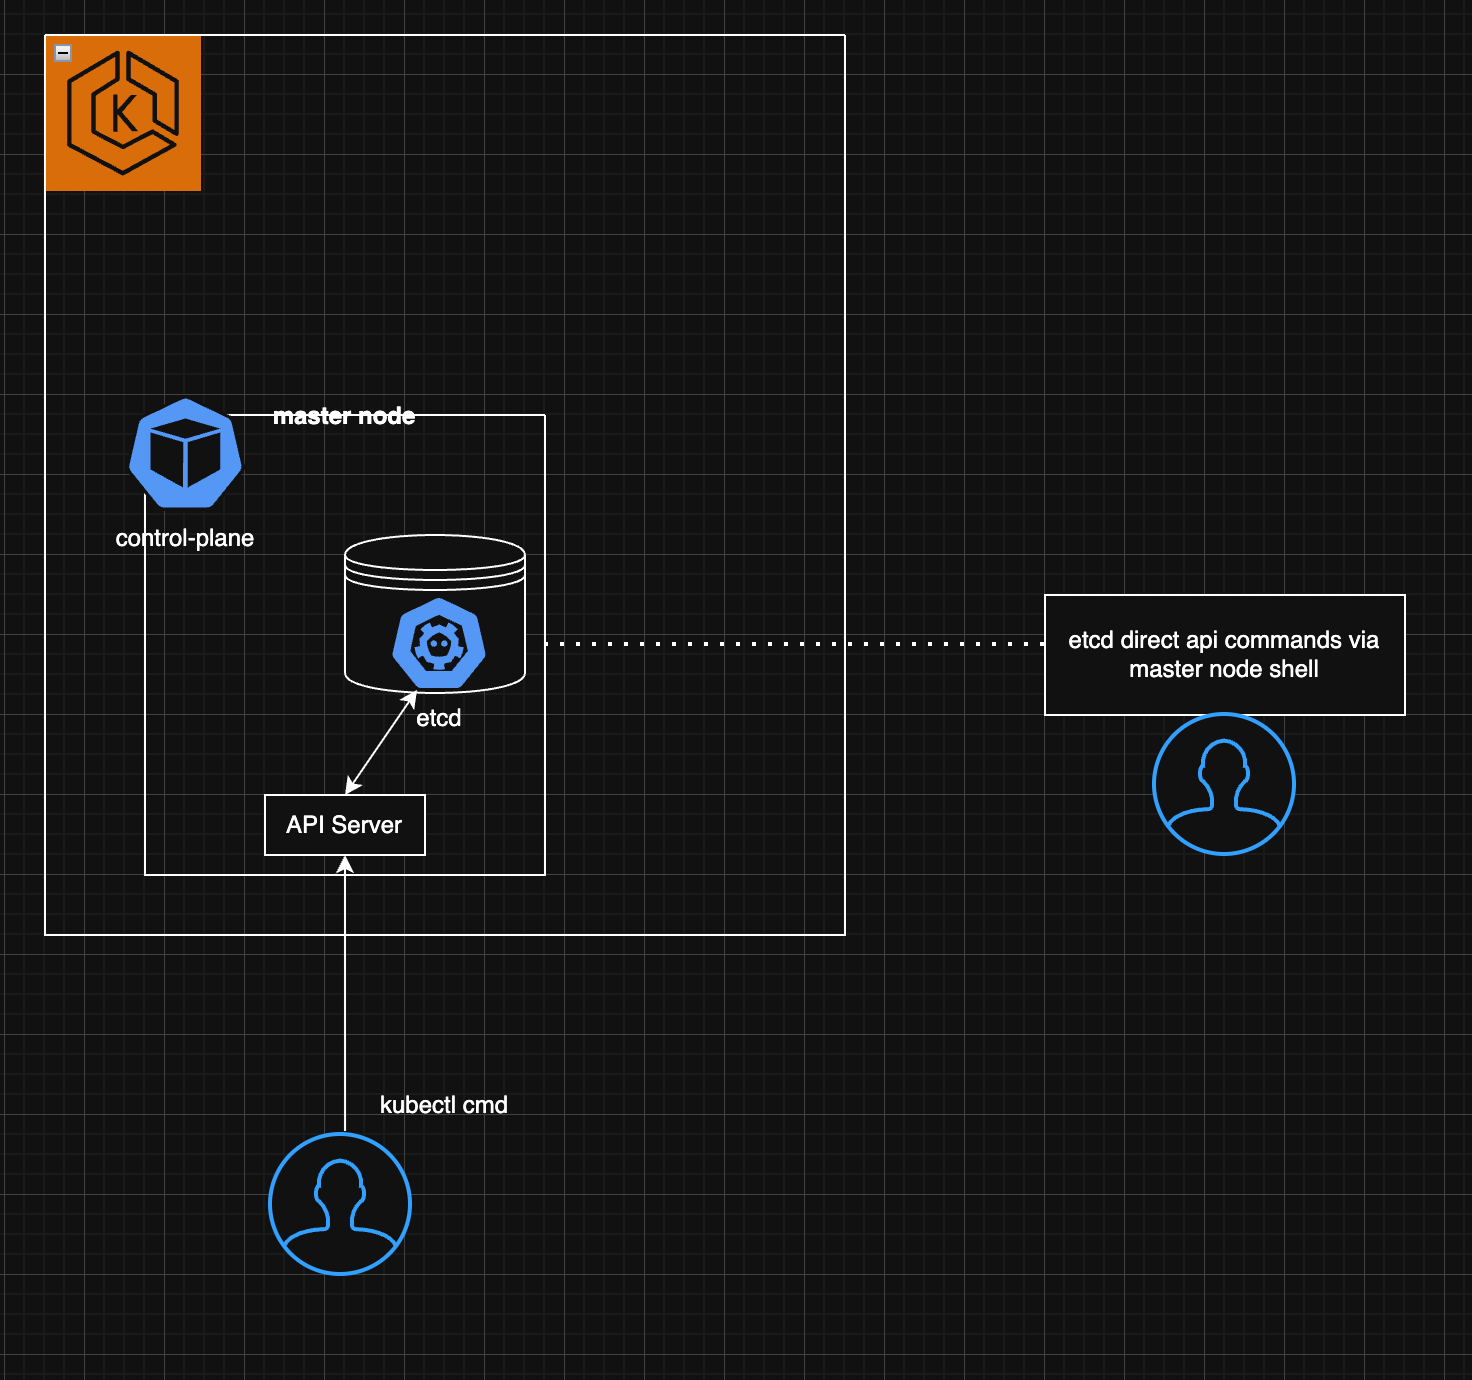 K
master node
control-plane
etcd
API Server
etcd direct api commands via
master node shell
kubectl cmd